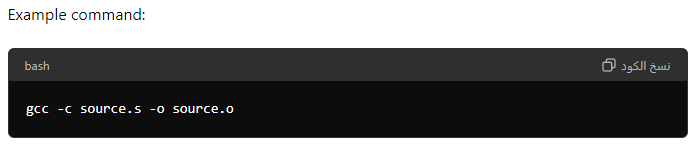 Example command:
bash
نسخ الكود
gcc -c source.s -o source.o